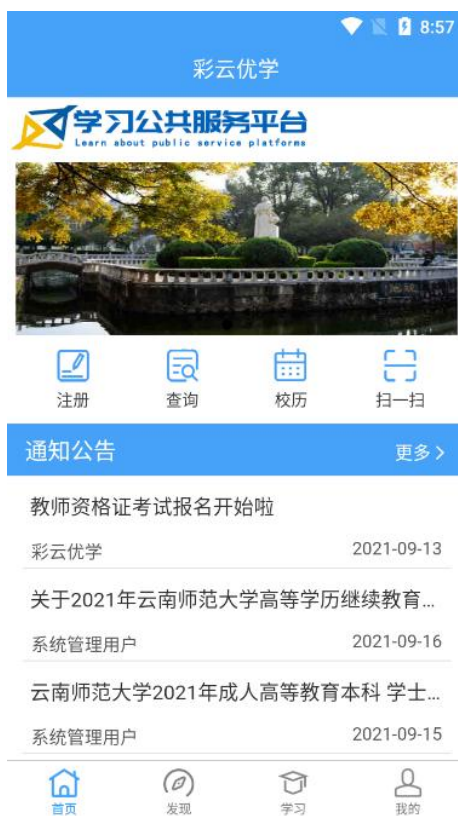 8:57
彩云优学
学习公共服务平台
Learn about public service platforms
注册 查询 校历 扫一扫
通知公告 更多
教师资格证考试报名开始啦
彩云优学 2021-09-13
关于2021年云南师范大学高等学历继续教育...
系统管理用户 2021-09-16
云南师范大学2021年成人高等教育本科 学士...
系统管理用户 2021-09-15
首页 发现 学习 我的